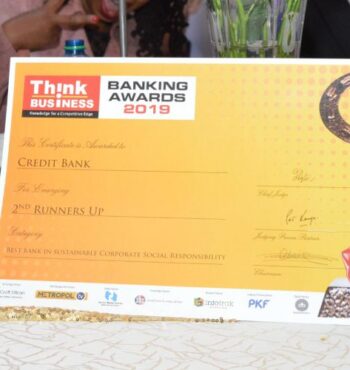 Think
BUSINESS
Knowledge for a Competitive Edge
BANKING
AWARDS
2019
This Certificate is Awarded to
CREDIT BANK
For Emerging
2ND RUNNERS UP
Category
BEST BANK IN SUSTAINABLE CORPORATE SOCIAL RESPONSIBILITY
Chief Judge
Judging Process Partner
Chairman
METROPOL
indotek
PKF